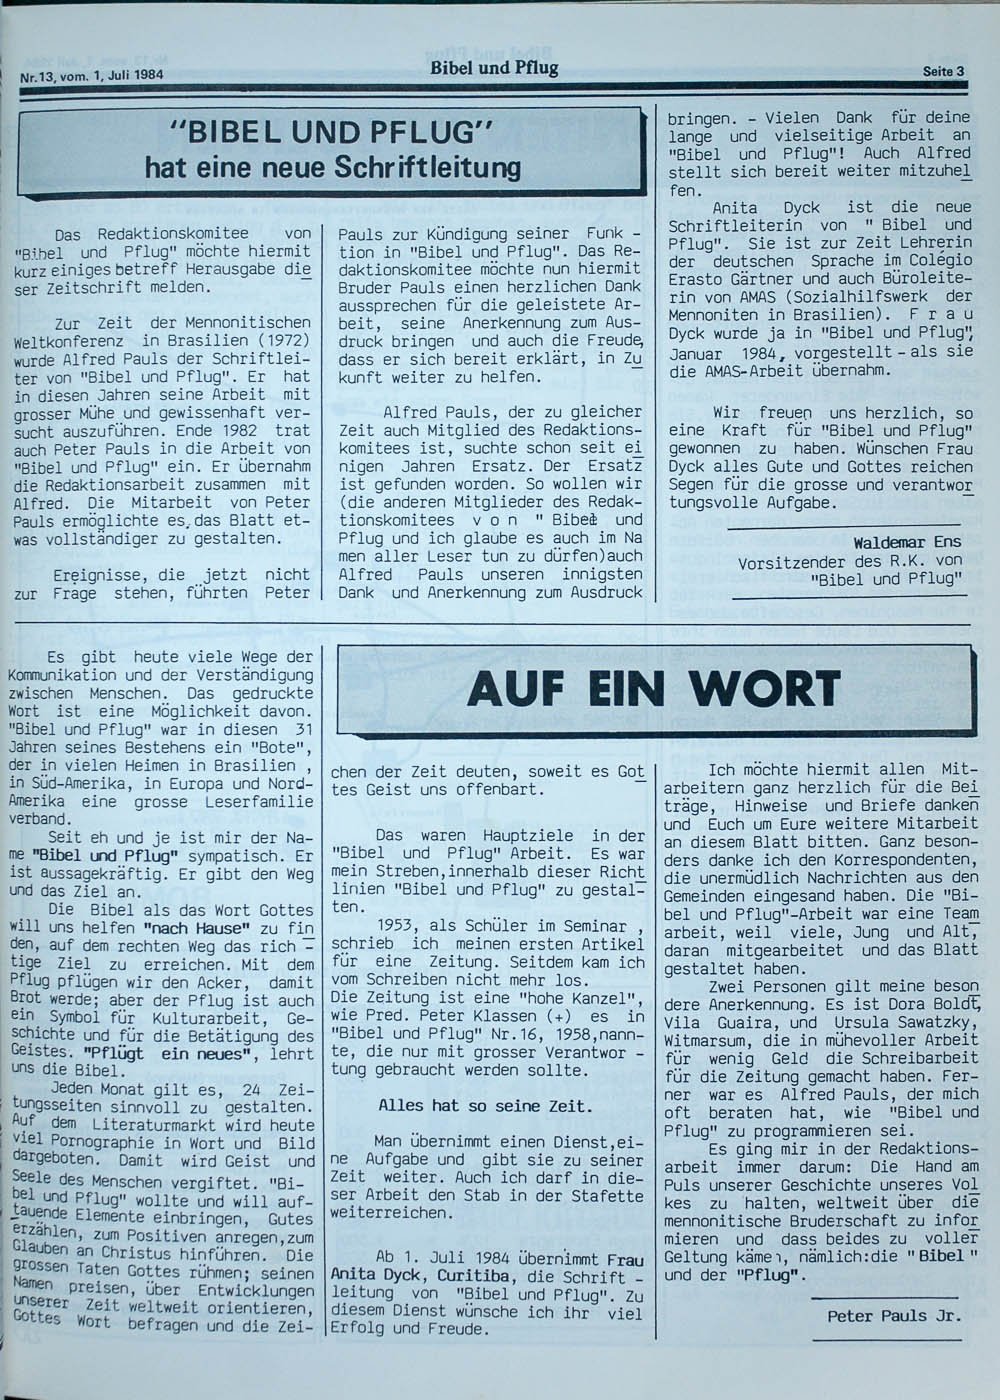 Nr.13, vom. 1, Juli 1984
Bibel und Pflug
Seite 3
"BIBEL UND PFLUG"
hat eine neue Schriftleitung
Das Redaktionskomitee von
"Bibel und Pflug" möchte hiermit
kurz einiges betreff Herausgabe die
ser Zeitschrift melden.
Zur Zeit der Mennonitischen
Weltkonferenz in Brasilien (1972)
wurde Alfred Pauls der Schriftlei-
ter von "Bibel und Pflug". Er hat
in diesen Jahren seine Arbeit mit
grosser Mühe und gewissenhaft ver-
sucht auszuführen. Ende 1982 trat
auch Peter Pauls in die Arbeit von
"Bibel und Pflug" ein. Er übernahm
die Redaktionsarbeit zusammen mit
Alfred. Die Mitarbeit von Peter
Pauls ermöglichte es, das Blatt et-
was vollständiger zu gestalten.
Ereignisse, die jetzt nicht
zur Frage stehen, führten Peter
Pauls zur Kündigung seiner Funk -
tion in "Bibel und Pflug". Das Re-
daktionskomitee möchte nun hiermit
Bruder Pauls einen herzlichen Dank
aussprechen für die geleistete Ar-
beit, seine Anerkennung zum Aus-
druck bringen und auch die Freude,
dass er sich bereit erklärt, in Zu
kunft weiter zu helfen.
Alfred Pauls, der zu gleicher
Zeit auch Mitglied des Redaktions-
komitees ist, suchte schon seit ei
nigen Jahren Ersatz. Der Ersatz
ist gefunden worden. So wollen wir
(die anderen Mitglieder des Redak-
tionskomitees v o n " Bibel und
Pflug und ich glaube es auch im Na
men aller Leser tun zu dürfen)auch
Alfred Pauls unseren innigsten
Dank und Anerkennung zum Ausdruck
bringen. - Vielen Dank für deine
lange und vielseitige Arbeit an
"Bibel und Pflug"! Auch Alfred
stellt sich bereit weiter mitzuhel
fen.
Anita Dyck ist die neue
Schriftleiterin von " Bibel und
Pflug". Sie ist zur Zeit Lehrerin
der deutschen Sprache im Colégio
Erasto Gärtner und auch Büroleite-
rin von AMAS (Sozialhilfswerk der
Mennoniten in Brasilien). F r a u
Dyck wurde ja in "Bibel und Pflug",
Januar 1984, vorgestellt - als sie
die AMAS-Arbeit übernahm.
Wir freuen uns herzlich, so
eine Kraft für "Bibel und Pflug"
gewonnen zu haben. Wünschen Frau
Dyck alles Gute und Gottes reichen
Segen für die grosse und verantwor
tungsvolle Aufgabe.
Waldemar Ens
Vorsitzender des R.K. von
"Bibel und Pflug"
Es gibt heute viele Wege der
Kommunikation und der Verständigung
zwischen Menschen. Das gedruckte
Wort ist eine Möglichkeit davon.
"Bibel und Pflug" war in diesen 31
Jahren seines Bestehens ein "Bote",
der in vielen Heimen in Brasilien ,
in Süd-Amerika, in Europa und Nord-
Amerika eine grosse Leserfamilie
verband.
Seit eh und je ist mir der Na-
me "Bibel und Pflug" sympatisch. Er
ist aussagekräftig. Er gibt den Weg
und das Ziel an.
Die Bibel als das Wort Gottes
will uns helfen "nach Hause" zu fin
den, auf dem rechten Weg das rich -
tige Ziel zu erreichen. Mit dem
Pflug pflügen wir den Acker, damit
Brot werde; aber der Pflug ist auch
ein Symbol für Kulturarbeit, Ge-
schichte und für die Betätigung des
Geistes. "Pflügt ein neues", lehrt
uns die Bibel.
Jeden Monat gilt es, 24 Zei-
tungsseiten sinnvoll zu gestalten.
Auf dem Literaturmarkt wird heute
viel Pornographie in Wort und Bild
dargeboten. Damit wird Geist und
Seele des Menschen vergiftet. "Bi-
bel und Pflug" wollte und will auf-
tauende Elemente einbringen, Gutes
erzählen, zum Positiven anregen,zum
Glauben an Christus hinführen. Die
grossen Taten Gottes rühmen; seinen
Namen preisen, über Entwicklungen
unserer Zeit weltweit orientieren,
Gottes Wort befragen und die Zei-
AUF EIN WORT
chen der Zeit deuten, soweit es Got
tes Geist uns offenbart.
Das waren Hauptziele in der
"Bibel und Pflug" Arbeit. Es war
mein Streben,innerhalb dieser Richt
linien "Bibel und Pflug" zu gestal-
ten.
1953, als Schüler im Seminar ,
schrieb ich meinen ersten Artikel
für eine Zeitung. Seitdem kam ich
vom Schreiben nicht mehr los.
Die Zeitung ist eine "hohe Kanzel",
wie Pred. Peter Klassen (+) es in
"Bibel und Pflug" Nr.16, 1958,nann-
te, die nur mit grosser Verantwor -
tung gebraucht werden sollte.
Alles hat so seine Zeit.
Man übernimmt einen Dienst,ei-
ne Aufgabe und gibt sie zu seiner
Zeit weiter. Auch ich darf in die-
ser Arbeit den Stab in der Stafette
weiterreichen.
Ab 1. Juli 1984 übernimmt Frau
Anita Dyck, Curitiba, die Schrift -
leitung von "Bibel und Pflug". Zu
diesem Dienst wünsche ich ihr viel
Erfolg und Freude.
Ich möchte hiermit allen Mit-
arbeitern ganz herzlich für die Bei
träge, Hinweise und Briefe danken
und Euch um Eure weitere Mitarbeit
an diesem Blatt bitten. Ganz beson-
ders danke ich den Korrespondenten,
die unermüdlich Nachrichten aus den
Gemeinden eingesand haben. Die "Bi-
bel und Pflug"-Arbeit war eine Team
arbeit, weil viele, Jung und Alt,
daran mitgearbeitet und das Blatt
gestaltet haben.
Zwei Personen gilt meine beson
dere Anerkennung. Es ist Dora Boldt,
Vila Guaira, und Ursula Sawatzky,
Witmarsum, die in mühevoller Arbeit
für wenig Geld die Schreibarbeit
für die Zeitung gemacht haben. Fer-
ner war es Alfred Pauls, der mich
oft beraten hat, wie "Bibel und
Pflug" zu programmieren sei.
Es ging mir in der Redaktions-
arbeit immer darum: Die Hand am
Puls unserer Geschichte unseres Vol
kes zu halten, weltweit über die
mennonitische Bruderschaft zu infor
mieren und dass beides zu voller
Geltung kämen, nämlich:die "Bibel "
und der "Pflug".
Peter Pauls Jr.